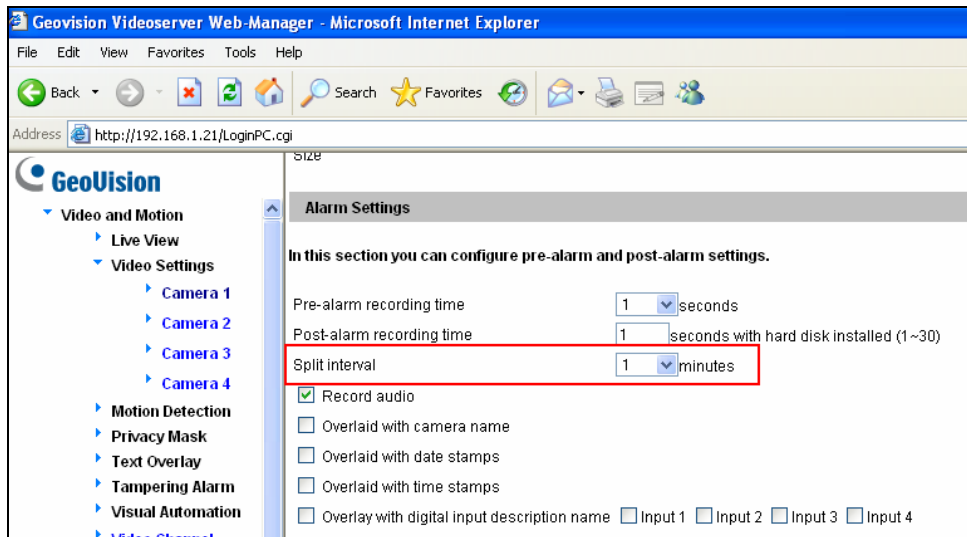 Geovision Videoserver Web-Manager - Microsoft Internet Explorer
File Edit View Favorites Tools Help
Back Search Favorites
Address http://192.168.1.21/LoginPC.cgi
Size
GeoVision
Video and Motion
Live View
Video Settings
Camera 1
Camera 2
Camera 3
Camera 4
Motion Detection
Privacy Mask
Text Overlay
Tampering Alarm
Visual Automation
Video Channel
Alarm Settings
In this section you can configure pre-alarm and post-alarm settings.
Pre-alarm recording time 1 seconds
Post-alarm recording time 1 seconds with hard disk installed (1~30)
Split interval 1 minutes
Record audio
Overlaid with camera name
Overlaid with date stamps
Overlaid with time stamps
Overlay with digital input description name Input 1 Input 2 Input 3 Input 4